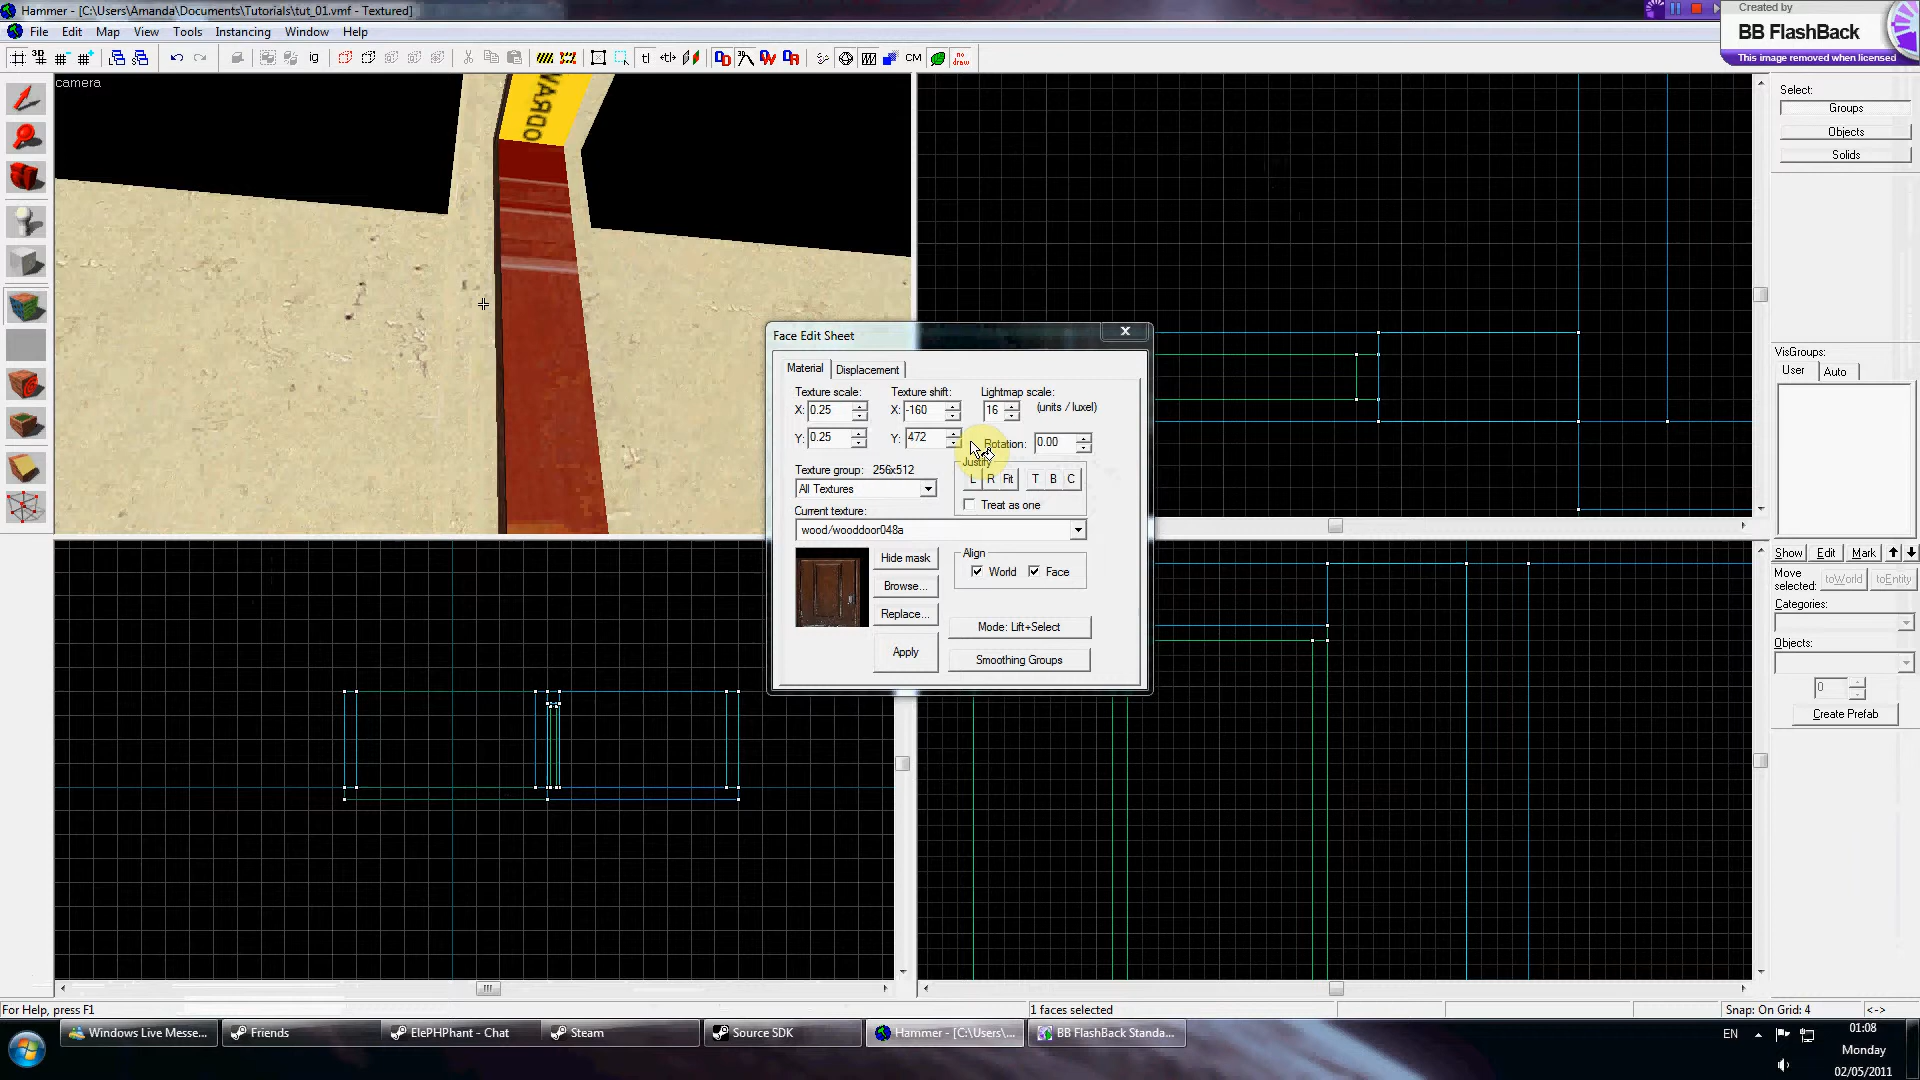 Hammer - [C:\Users\Amanda\Documents\Tutorials\tut_01.vmf - Textured]
Created by
BB FlashBack
This image removed when licensed
File Edit Map View Tools Instancing Window Help
3D
ig
tl
CM
no draw
camera
Select:
Groups
Objects
Solids
VisGroups:
User Auto
Show Edit Mark
Move selected: toWorld toEntity
Categories:
Objects:
0
Create Prefab
Face Edit Sheet
Material Displacement
Texture scale: Texture shift: Lightmap scale:
X: 0.25 X: -160 16 (units / luxel)
Y: 0.25 Y: 472 Rotation: 0.00
Texture group: 256x512
Justify
All Textures
L R Fit T B C
Treat as one
Current texture:
wood/wooddoor048a
Hide mask
Align
World Face
Browse...
Replace...
Mode: Lift+Select
Apply
Smoothing Groups
For Help, press F1
1 faces selected
Snap: On Grid: 4
<->
Windows Live Messe...
Friends
ElePHPhant - Chat
Steam
Source SDK
Hammer - [C:\Users\...
BB FlashBack Standa...
EN
01:08
Monday
02/05/2011